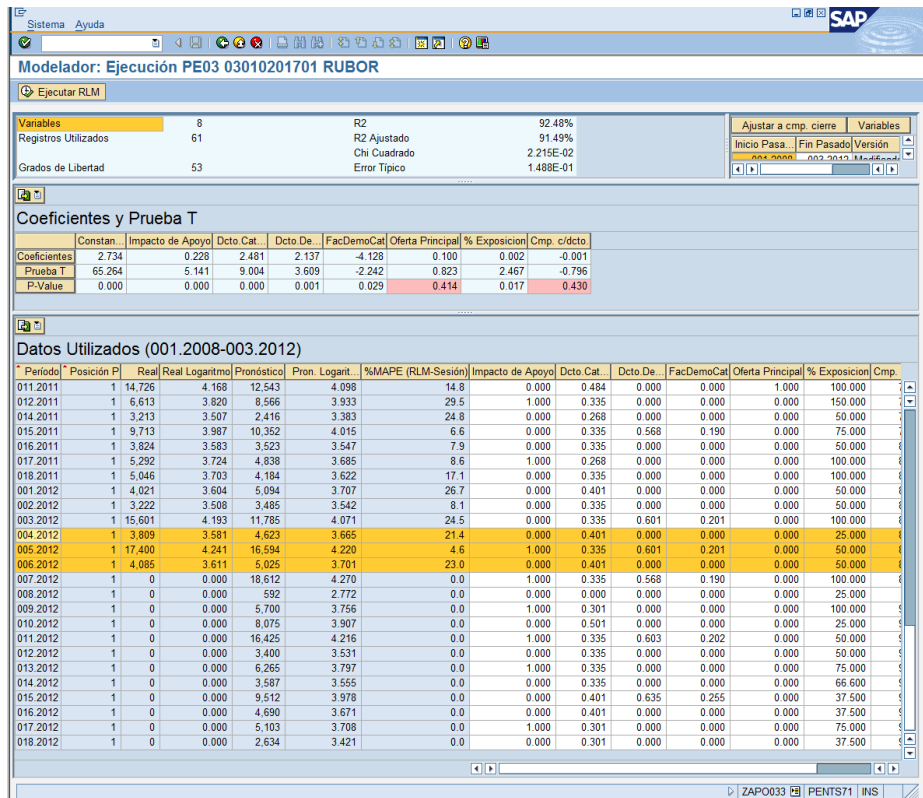 Sistema Ayuda
SAP
Modelador: Ejecución PE03 03010201701 RUBOR
Ejecutar RLM
Variables 8 R2 92.48%
Registros Utilizados 61 R2 Ajustado 91.49%
Chi Cuadrado 2.215E-02
Grados de Libertad 53 Error Típico 1.488E-01
Ajustar a cmp. cierre Variables
Inicio Pasa... Fin Pasado Versión
001.2008 003.2012
Coeficientes y Prueba T
Constan... Impacto de Apoyo Dcto.Cat... Dcto.De... FacDemoCat Oferta Principal % Exposicion Cmp. c/dcto.
Coeficientes 2.734 0.228 2.481 2.137 -4.128 0.100 0.002 -0.001
Prueba T 65.264 5.141 9.004 3.609 -2.242 0.823 2.467 -0.796
P-Value 0.000 0.000 0.000 0.001 0.029 0.414 0.017 0.430
Datos Utilizados (001.2008-003.2012)
Período Posición P Real Real Logaritmo Pronóstico Pron. Logarit... %MAPE (RLM-Sesión) Impacto de Apoyo Dcto.Cat... Dcto.De... FacDemoCat Oferta Principal % Exposicion Cmp.
011.2011 1 14,726 4.168 12,543 4.098 14.8 0.000 0.484 0.000 0.000 1.000 100.000
012.2011 1 6,613 3.820 8,566 3.933 29.5 1.000 0.335 0.000 0.000 0.000 150.000
014.2011 1 3,213 3.507 2,416 3.383 24.8 0.000 0.268 0.000 0.000 0.000 50.000
015.2011 1 9,713 3.987 10,352 4.015 6.6 0.000 0.335 0.568 0.190 0.000 75.000
016.2011 1 3,824 3.583 3,523 3.547 7.9 0.000 0.335 0.000 0.000 0.000 50.000
017.2011 1 5,292 3.724 4,838 3.685 8.6 1.000 0.268 0.000 0.000 0.000 100.000
018.2011 1 5,046 3.703 4,184 3.622 17.1 0.000 0.335 0.000 0.000 0.000 100.000
001.2012 1 4,021 3.604 5,094 3.707 26.7 0.000 0.401 0.000 0.000 0.000 50.000
002.2012 1 3,222 3.508 3,485 3.542 8.1 0.000 0.335 0.000 0.000 0.000 50.000
003.2012 1 15,601 4.193 11,785 4.071 24.5 0.000 0.335 0.601 0.201 0.000 100.000
004.2012 1 3,809 3.581 4,623 3.665 21.4 0.000 0.401 0.000 0.000 0.000 25.000
005.2012 1 17,400 4.241 16,594 4.220 4.6 1.000 0.335 0.601 0.201 0.000 50.000
006.2012 1 4,085 3.611 5,025 3.701 23.0 0.000 0.401 0.000 0.000 0.000 50.000
007.2012 1 0 0.000 18,612 4.270 0.0 1.000 0.335 0.568 0.190 0.000 100.000
008.2012 1 0 0.000 592 2.772 0.0 0.000 0.000 0.000 0.000 0.000 25.000
009.2012 1 0 0.000 5,700 3.756 0.0 1.000 0.301 0.000 0.000 0.000 100.000
010.2012 1 0 0.000 8,075 3.907 0.0 0.000 0.501 0.000 0.000 0.000 25.000
011.2012 1 0 0.000 16,425 4.216 0.0 1.000 0.335 0.603 0.202 0.000 50.000
012.2012 1 0 0.000 3,400 3.531 0.0 0.000 0.335 0.000 0.000 0.000 50.000
013.2012 1 0 0.000 6,265 3.797 0.0 1.000 0.335 0.000 0.000 0.000 75.000
014.2012 1 0 0.000 3,587 3.555 0.0 0.000 0.335 0.000 0.000 0.000 66.600
015.2012 1 0 0.000 9,512 3.978 0.0 0.000 0.401 0.635 0.255 0.000 37.500
016.2012 1 0 0.000 4,690 3.671 0.0 0.000 0.401 0.000 0.000 0.000 37.500
017.2012 1 0 0.000 5,103 3.708 0.0 1.000 0.301 0.000 0.000 0.000 75.000
018.2012 1 0 0.000 2,634 3.421 0.0 0.000 0.301 0.000 0.000 0.000 37.500
ZAPO033 PENTS71 INS